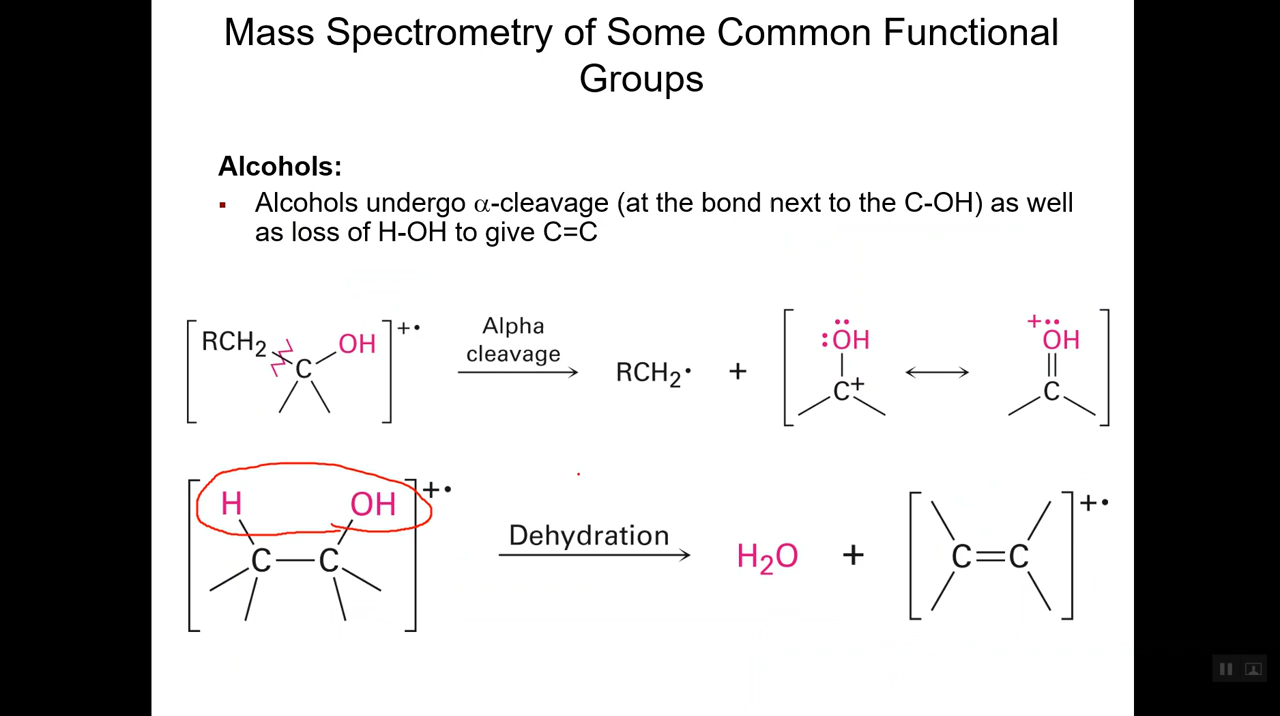 Mass Spectrometry of Some Common Functional
Groups
Alcohols:
▪ Alcohols undergo α-cleavage (at the bond next to the C-OH) as well
as loss of H-OH to give C=C
RCH₂ OH +•
C
Alpha
cleavage
RCH₂• + :ÖH
C+
+••
OH
C
H OH +•
C—C
Dehydration
H₂O + C=C +•